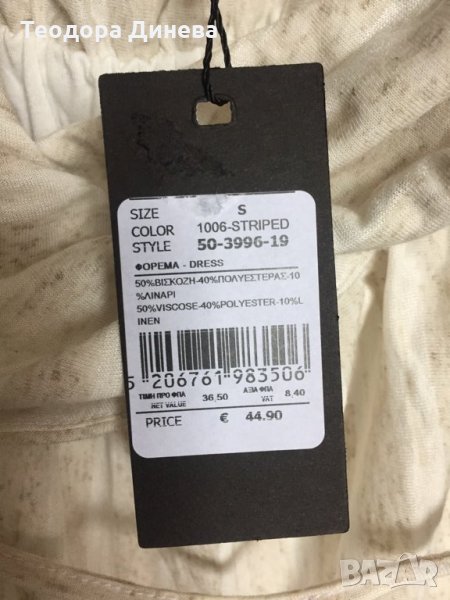 Теодора Динева
SIZE S
COLOR 1006-STRIPED
STYLE 50-3996-19
ΦΟΡΕΜΑ - DRESS
50%ΒΙΣΚΟΖΗ-40%ΠΟΛΥΕΣΤΕΡΑΣ-10
%ΛΙΝΑΡΙ
50%VISCOSE-40%POLYESTER-10%L
INEN
5 206761 983506
ΤΙΜΗ ΠΡΟ ΦΠΑ 36,50 ΑΞΙΑ ΦΠΑ 8,40
NET VALUE VAT
PRICE € 44.90
BAZAR